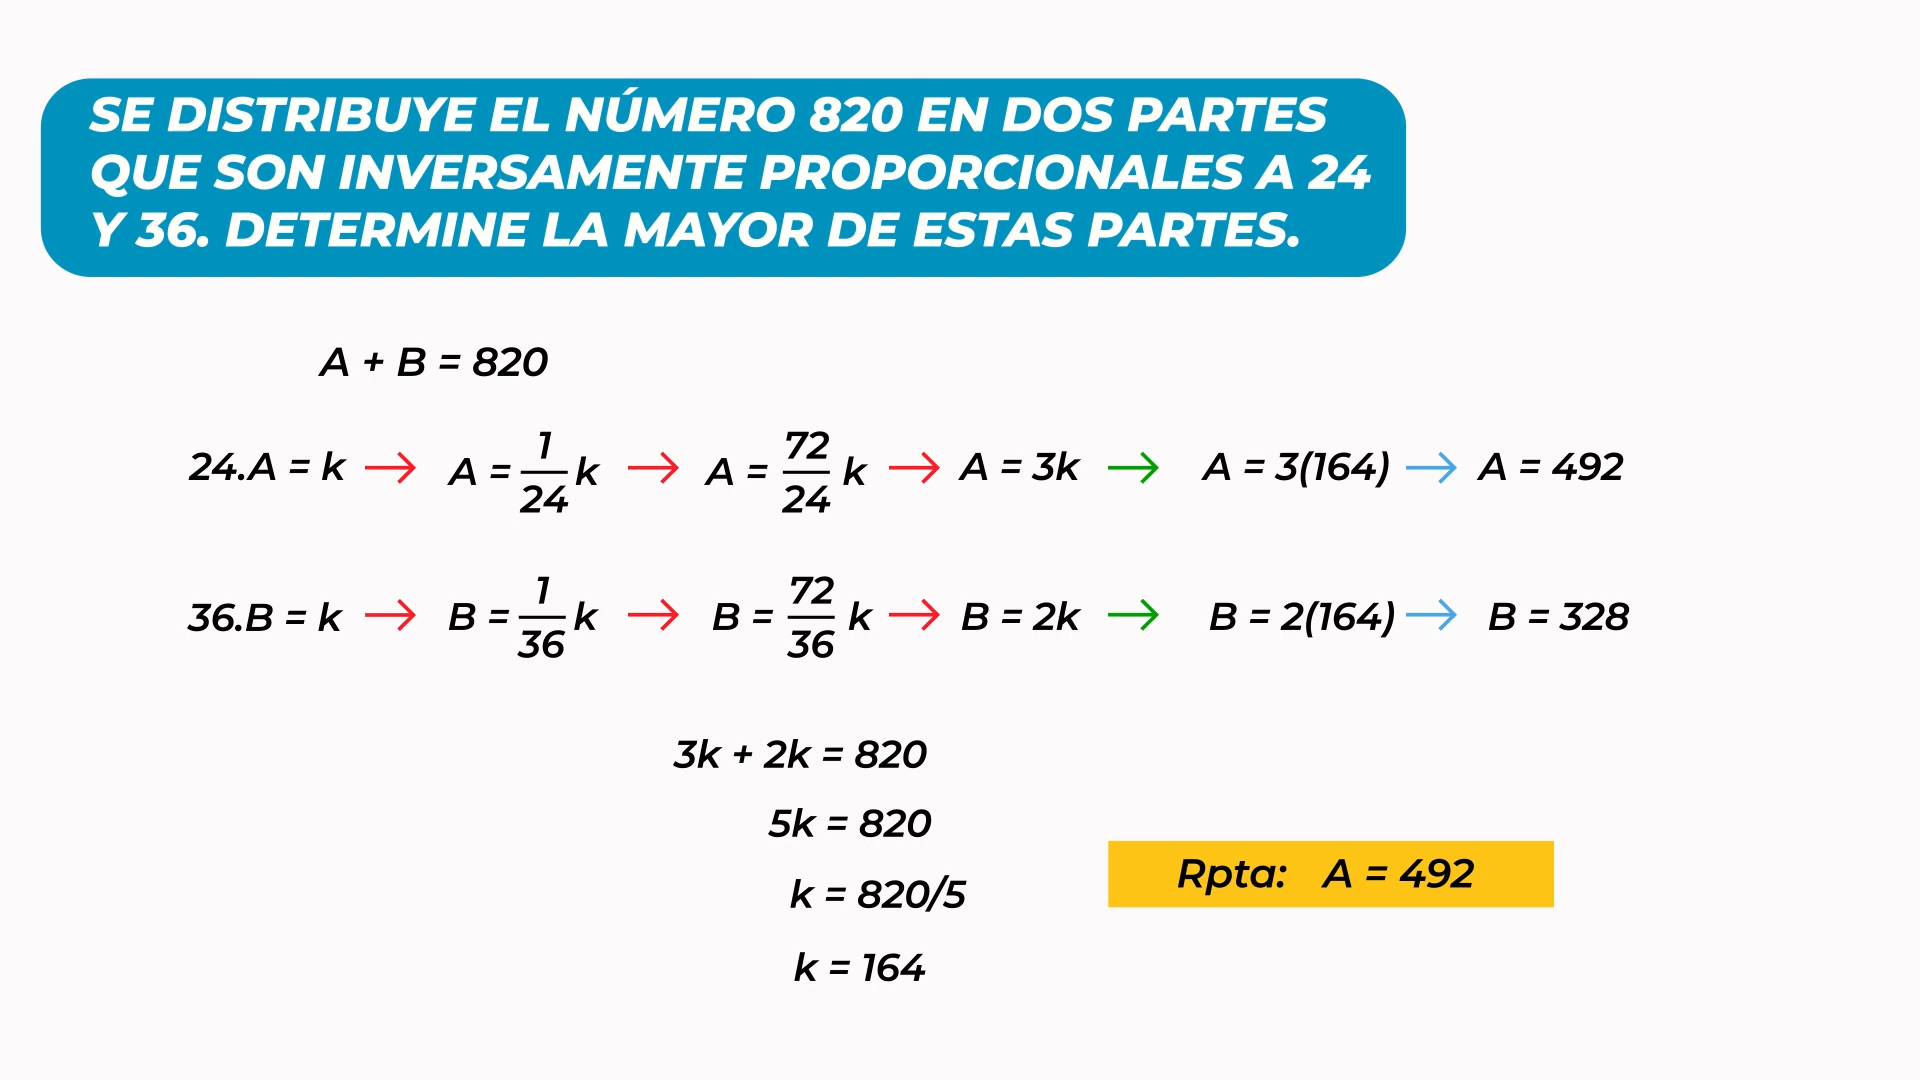 SE DISTRIBUYE EL NÚMERO 820 EN DOS PARTES
QUE SON INVERSAMENTE PROPORCIONALES A 24
Y 36. DETERMINE LA MAYOR DE ESTAS PARTES.
A + B = 820
24.A = k → A = 1/24 k → A = 72/24 k → A = 3k → A = 3(164) → A = 492
36.B = k → B = 1/36 k → B = 72/36 k → B = 2k → B = 2(164) → B = 328
3k + 2k = 820
5k = 820
k = 820/5
k = 164
Rpta: A = 492